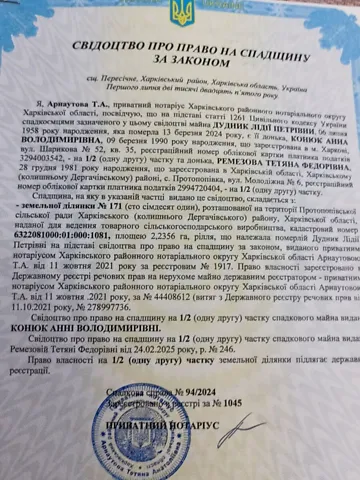 СВІДОЦТВО ПРО ПРАВО НА СПАДЩИНУ
ЗА ЗАКОНОМ
сщ. Пересічне, Харківський район, Харківська область, Україна
Першого липня дві тисячі двадцять п'ятого року
Я, Арнаутова Т.А., приватний нотаріус Харківського районного нотаріального округу
Харківської області, посвідчую, що на підставі статті 1261 Цивільного кодексу України
спадкоємцями зазначеного у цьому свідоцтві майна ДУДНИК ЛІДІЇ ПЕТРІВНИ, 06 липня
1958 року народження, яка померла 13 березня 2024 року, є її донька, КОНЮК АННА
ВОЛОДИМИРІВНА, 09 березня 1990 року народження, що зареєстрована в м. Харкові,
вул. Шарикова № 52, кв. 35, реєстраційний номер облікової картки платника податків
3294003542, - на 1/2 (одну другу) частку та донька, РЕМЕЗОВА ТЕТЯНА ФЕДОРІВНА,
28 грудня 1981 року народження, що зареєстрована в Харківській області, Харківському
(колишньому Дергачівському) районі, с. Протопопівка, вул. Молодіжна № 6, реєстраційний
номер облікової картки платника податків 2994720404, - на 1/2 (одну другу) частку.
Спадщина, на яку в указаній частині видано це свідоцтво, складається з:
- земельної ділянки № 171 (сто сімдесят один), розташованої на території Протопопівської
сільської ради Харківського (колишнього Дергачівського) району, Харківської області,
наданої для ведення товарного сільськогосподарського виробництва, кадастровий номер
6322081000:01:000:1081, площею 2,2356 га, рілля, що належала померлій Дудник Лідії
Петрівні на підставі свідоцтва про право на спадщину за законом, виданого приватним
нотаріусом Харківського районного нотаріального округу Харківської області Арнаутовою
Т.А. від 11 жовтня 2021 року за реєстровим № 1917. Право власності зареєстровано в
Державному реєстрі речових прав на нерухоме майно державним реєстратором – приватним
нотаріусом Харківського районного нотаріального округу Харківської області Арнаутовою
Т.А. від 11 жовтня .2021 року, за № 44408612 (витяг з Державного реєстру речових прав
11.10.2021 року, № 278997736.
Свідоцтво про право на спадщину на 1/2 (одну другу) частку спадкового майна видано
КОНЮК АННІ ВОЛОДИМИРІВНІ.
Свідоцтво про право на спадщину на 1/2 (одну другу) частку спадкового майна видано
Ремезовій Тетяні Федорівні від 24.02.2025 року, р. № 246.
Право власності на 1/2 (одну другу) частку земельної ділянки підлягає державній
реєстрації.
Спадкова справа № 94/2024
Зареєстровано в реєстрі за № 1045
ПРИВАТНИЙ НОТАРІУС
Арнаутова Тетяна Анатоліївна